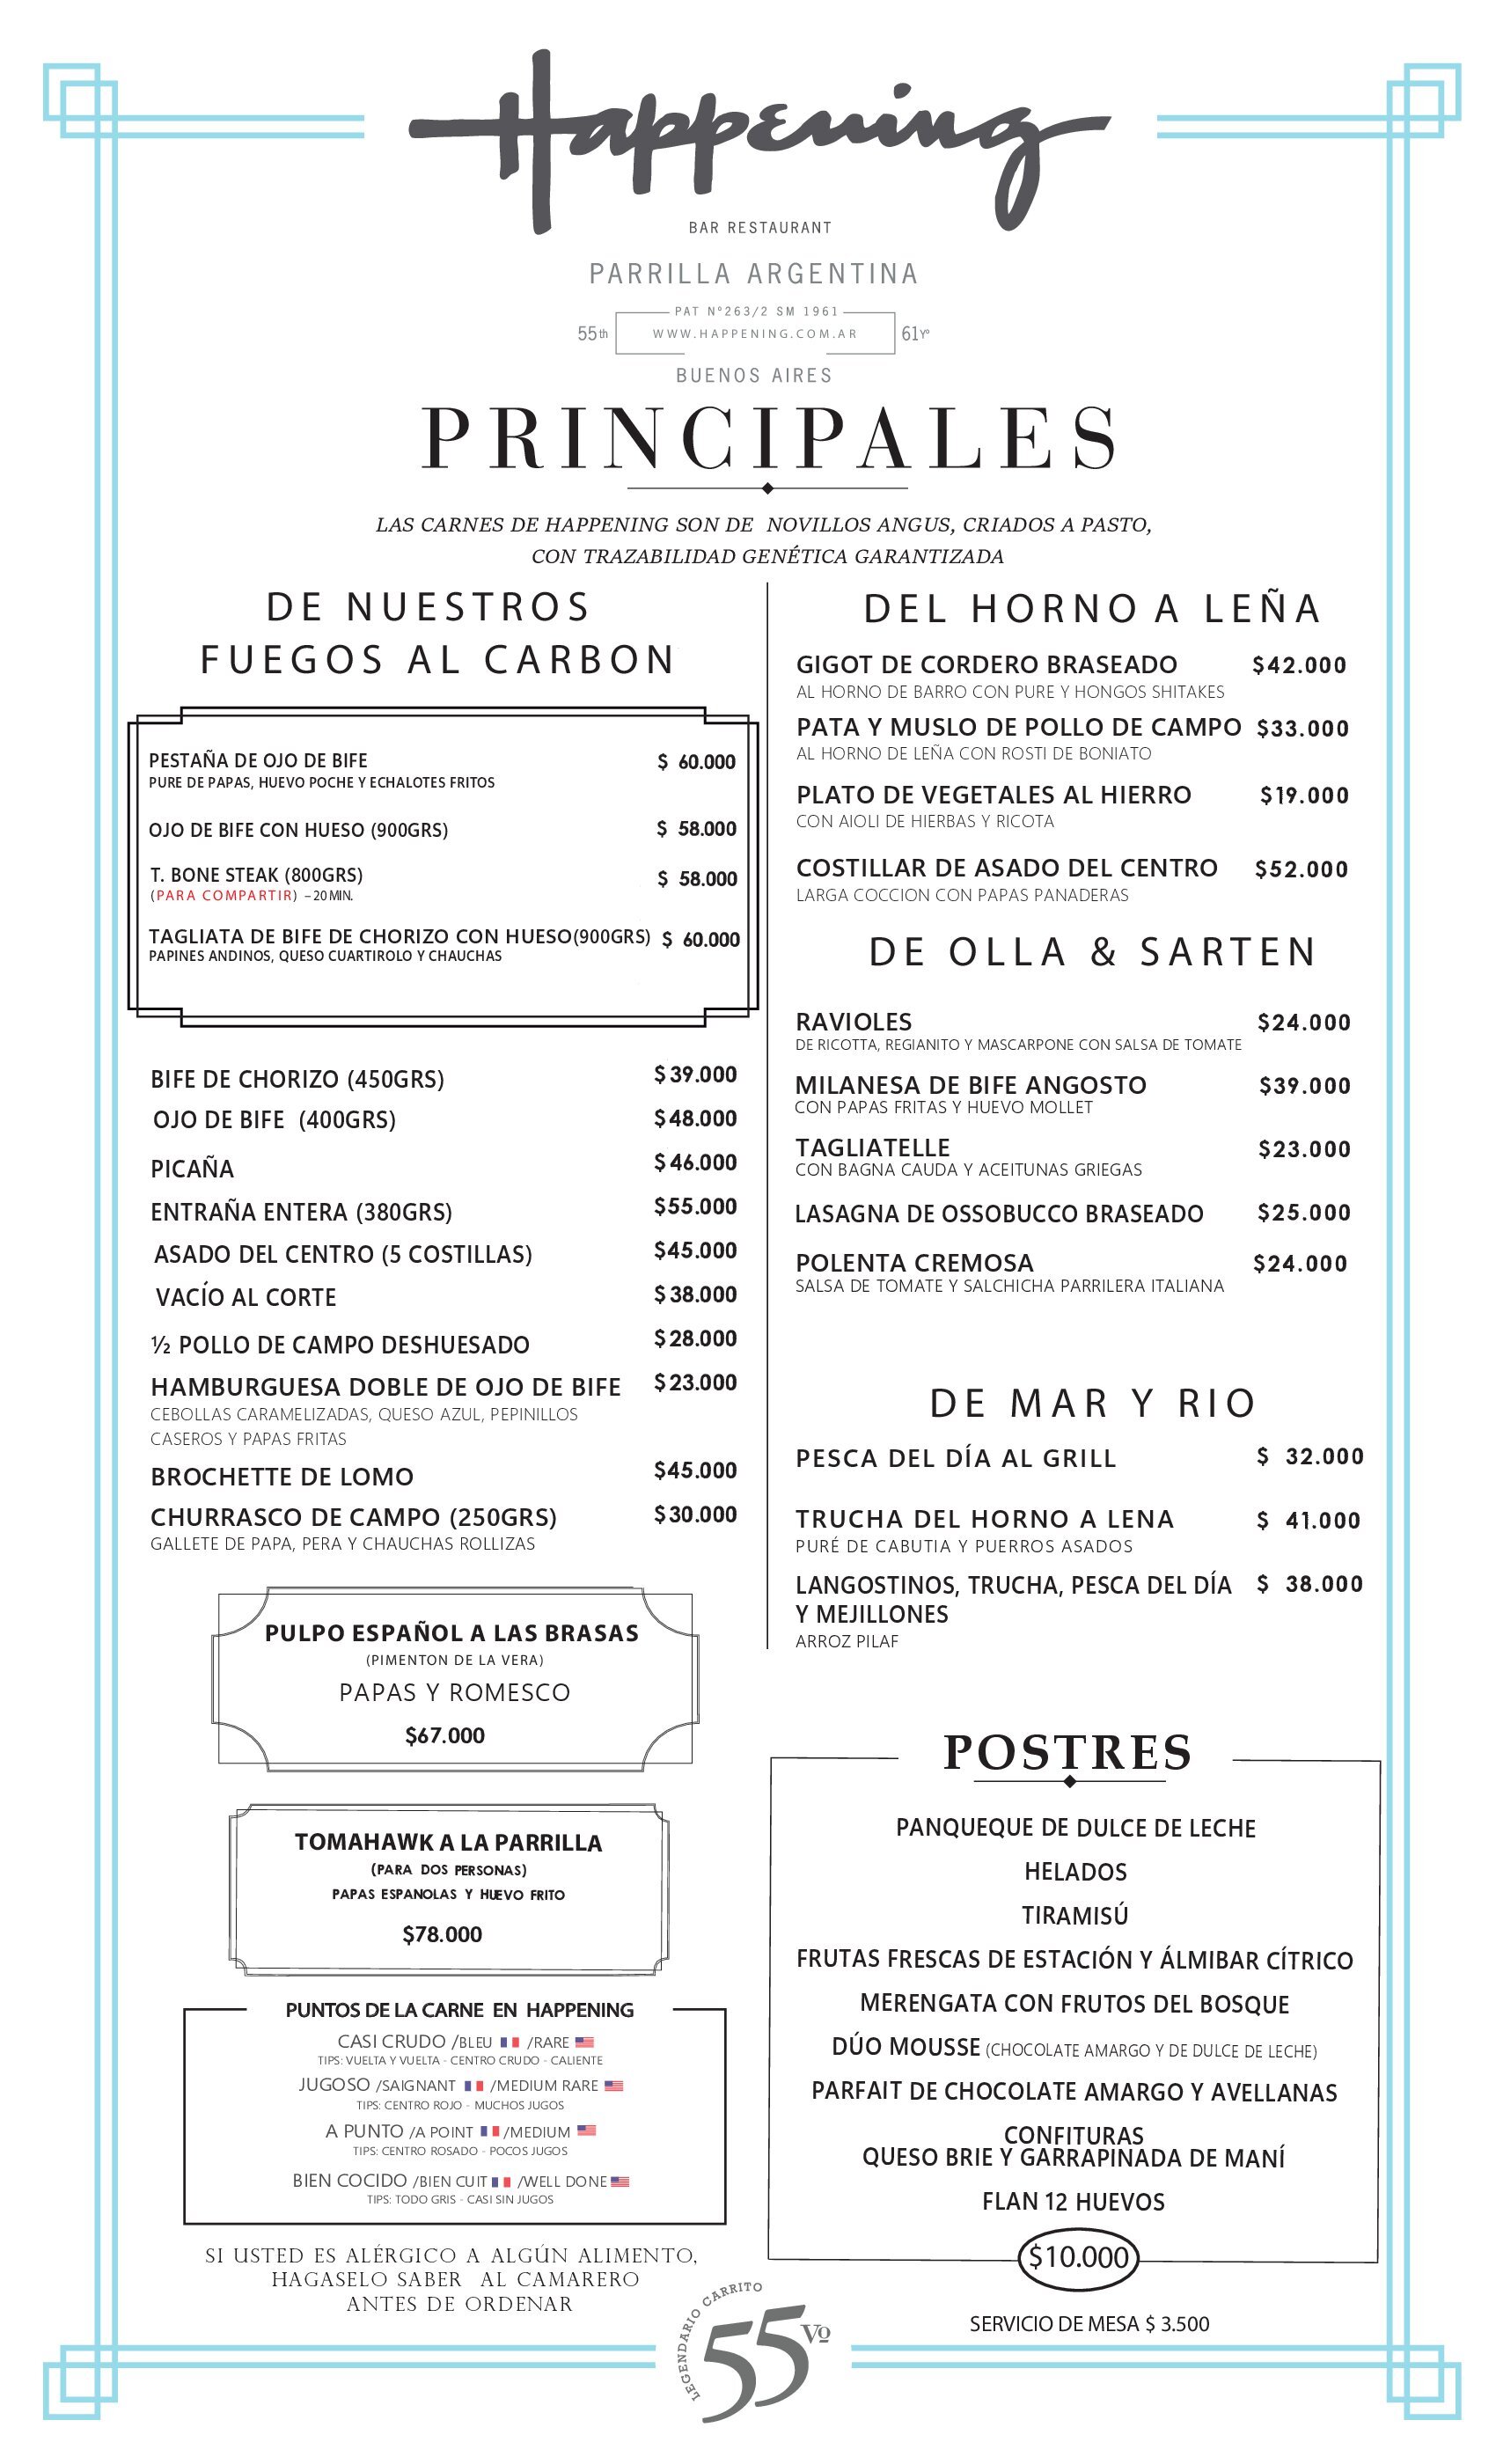 Happening
BAR RESTAURANT
PARRILLA ARGENTINA
PAT Nº263/2 SM 1961
55th WWW.HAPPENING.COM.AR 61Yº
BUENOS AIRES
PRINCIPALES
LAS CARNES DE HAPPENING SON DE NOVILLOS ANGUS, CRIADOS A PASTO,
CON TRAZABILIDAD GENÉTICA GARANTIZADA
DE NUESTROS
FUEGOS AL CARBON
PESTAÑA DE OJO DE BIFE $ 60.000
PURE DE PAPAS, HUEVO POCHE Y ECHALOTES FRITOS
OJO DE BIFE CON HUESO (900GRS) $ 58.000
T. BONE STEAK (800GRS) $ 58.000
(PARA COMPARTIR) – 20 MIN.
TAGLIATA DE BIFE DE CHORIZO CON HUESO(900GRS) $ 60.000
PAPINES ANDINOS, QUESO CUARTIROLO Y CHAUCHAS
BIFE DE CHORIZO (450GRS) $39.000
OJO DE BIFE (400GRS) $48.000
PICAÑA $46.000
ENTRAÑA ENTERA (380GRS) $55.000
ASADO DEL CENTRO (5 COSTILLAS) $45.000
VACÍO AL CORTE $38.000
½ POLLO DE CAMPO DESHUESADO $28.000
HAMBURGUESA DOBLE DE OJO DE BIFE $23.000
CEBOLLAS CARAMELIZADAS, QUESO AZUL, PEPINILLOS
CASEROS Y PAPAS FRITAS
BROCHETTE DE LOMO $45.000
CHURRASCO DE CAMPO (250GRS) $30.000
GALLETE DE PAPA, PERA Y CHAUCHAS ROLLIZAS
PULPO ESPAÑOL A LAS BRASAS
(PIMENTON DE LA VERA)
PAPAS Y ROMESCO
$67.000
TOMAHAWK A LA PARRILLA
(PARA DOS PERSONAS)
PAPAS ESPANOLAS Y HUEVO FRITO
$78.000
PUNTOS DE LA CARNE EN HAPPENING
CASI CRUDO /BLEU /RARE
TIPS: VUELTA Y VUELTA - CENTRO CRUDO - CALIENTE
JUGOSO /SAIGNANT /MEDIUM RARE
TIPS: CENTRO ROJO - MUCHOS JUGOS
A PUNTO /A POINT /MEDIUM
TIPS: CENTRO ROSADO - POCOS JUGOS
BIEN COCIDO /BIEN CUIT /WELL DONE
TIPS: TODO GRIS - CASI SIN JUGOS
SI USTED ES ALÉRGICO A ALGÚN ALIMENTO,
HAGASELO SABER AL CAMARERO
ANTES DE ORDENAR
DEL HORNO A LEÑA
GIGOT DE CORDERO BRASEADO $42.000
AL HORNO DE BARRO CON PURE Y HONGOS SHITAKES
PATA Y MUSLO DE POLLO DE CAMPO $33.000
AL HORNO DE LEÑA CON ROSTI DE BONIATO
PLATO DE VEGETALES AL HIERRO $19.000
CON AIOLI DE HIERBAS Y RICOTA
COSTILLAR DE ASADO DEL CENTRO $52.000
LARGA COCCION CON PAPAS PANADERAS
DE OLLA & SARTEN
RAVIOLES $24.000
DE RICOTTA, REGIANITO Y MASCARPONE CON SALSA DE TOMATE
MILANESA DE BIFE ANGOSTO $39.000
CON PAPAS FRITAS Y HUEVO MOLLET
TAGLIATELLE $23.000
CON BAGNA CAUDA Y ACEITUNAS GRIEGAS
LASAGNA DE OSSOBUCCO BRASEADO $25.000
POLENTA CREMOSA $24.000
SALSA DE TOMATE Y SALCHICHA PARRILERA ITALIANA
DE MAR Y RIO
PESCA DEL DÍA AL GRILL $ 32.000
TRUCHA DEL HORNO A LENA $ 41.000
PURÉ DE CABUTIA Y PUERROS ASADOS
LANGOSTINOS, TRUCHA, PESCA DEL DÍA $ 38.000
Y MEJILLONES
ARROZ PILAF
POSTRES
PANQUEQUE DE DULCE DE LECHE
HELADOS
TIRAMISÚ
FRUTAS FRESCAS DE ESTACIÓN Y ÁLMIBAR CÍTRICO
MERENGATA CON FRUTOS DEL BOSQUE
DÚO MOUSSE (CHOCOLATE AMARGO Y DE DULCE DE LECHE)
PARFAIT DE CHOCOLATE AMARGO Y AVELLANAS
CONFITURAS
QUESO BRIE Y GARRAPINADA DE MANÍ
FLAN 12 HUEVOS
$10.000
SERVICIO DE MESA $ 3.500
LEGENDARIO CARRITO
55 Vº